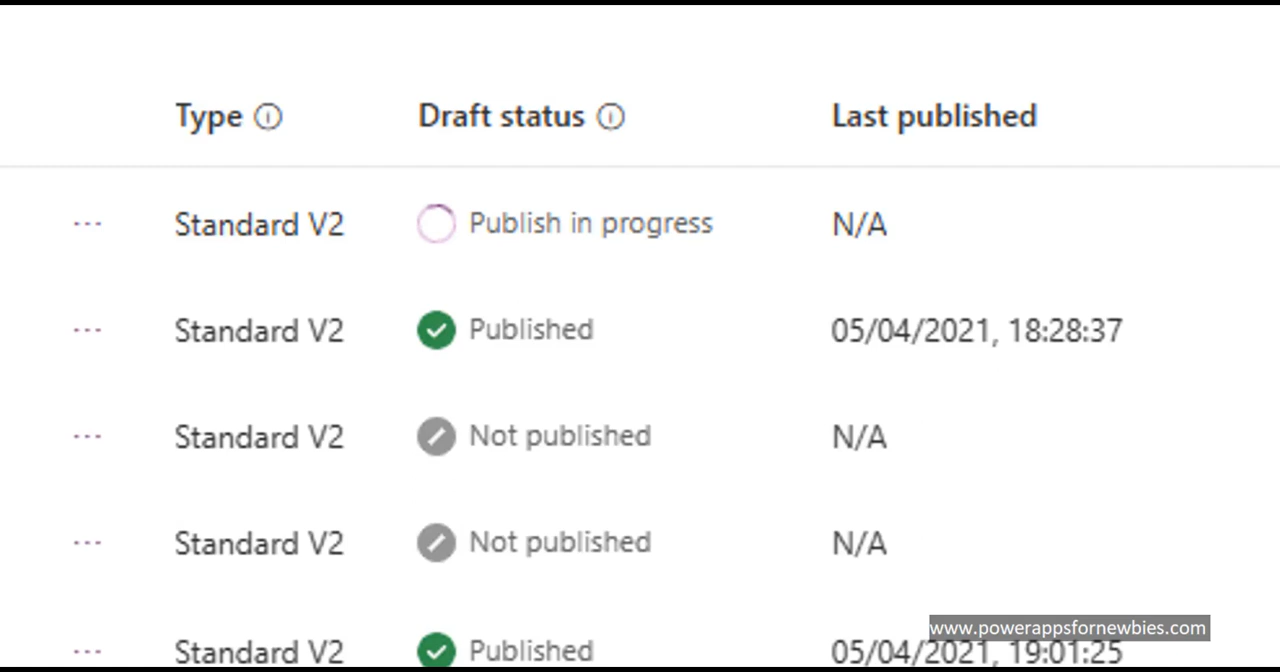 Type Draft status Last published
Standard V2 Publish in progress N/A
Standard V2 Published 05/04/2021, 18:28:37
Standard V2 Not published N/A
Standard V2 Not published N/A
www.powerappsfornewbies.com
Standard V2 Published 05/04/2021, 19:01:25